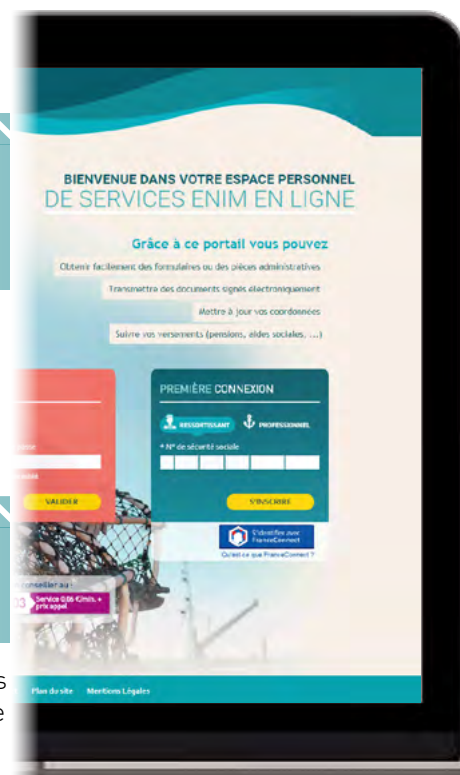 BIENVENUE DANS VOTRE ESPACE PERSONNEL
DE SERVICES ENIM EN LIGNE
Grâce à ce portail vous pouvez
Obtenir facilement des formulaires ou des pièces administratives
Transmettre des documents signés électroniquement
Mettre à jour vos coordonnées
Suivre vos versements (pensions, aides sociales, ...)
PREMIÈRE CONNEXION
RESSORTISSANT PROFESSIONNEL
* N° de sécurité sociale
VALIDER
S'INSCRIRE
S'identifier avec
FranceConnect
Qu'est ce que FranceConnect ?
conseiller au :
Service 0,06 €/min. +
prix appel
Plan du site Mentions Légales
s
e